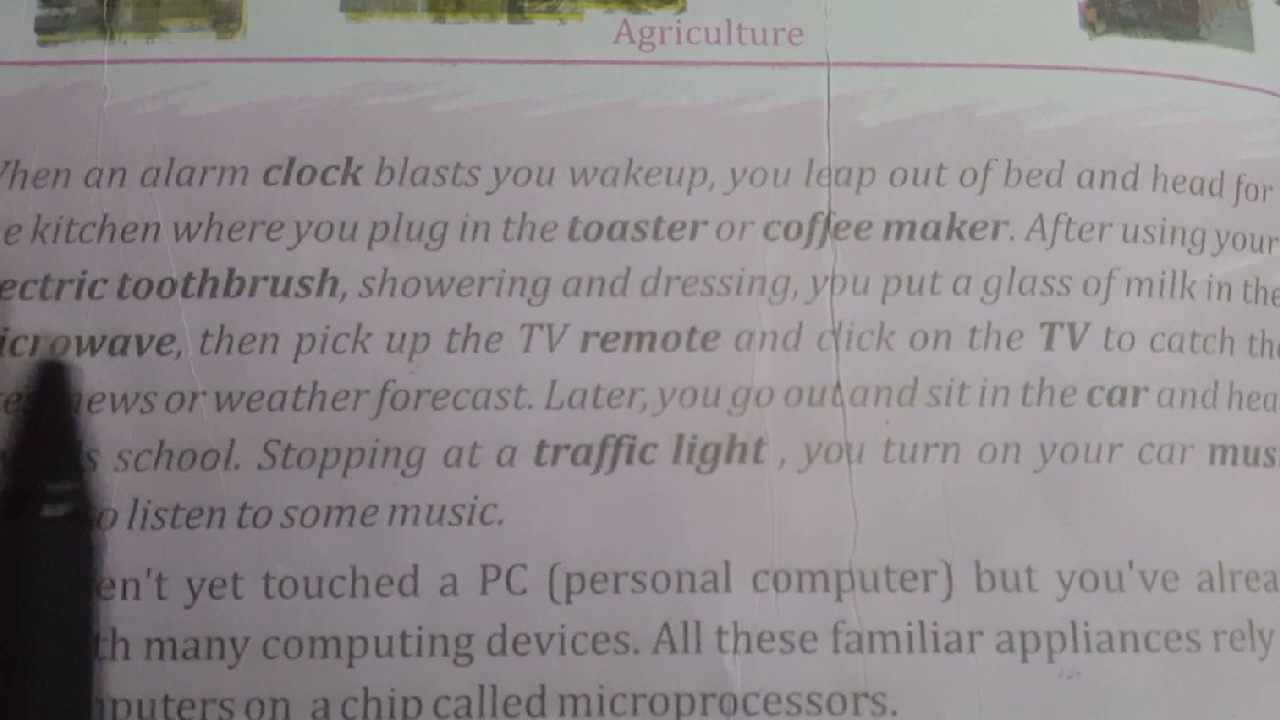 Agriculture
When an alarm clock blasts you wakeup, you leap out of bed and head for
e kitchen where you plug in the toaster or coffee maker. After using your
ectric toothbrush, showering and dressing, you put a glass of milk in the
icrowave, then pick up the TV remote and click on the TV to catch the
news or weather forecast. Later, you go out and sit in the car and hea
s school. Stopping at a traffic light , you turn on your car mus
o listen to some music.
en't yet touched a PC (personal computer) but you've alrea
th many computing devices. All these familiar appliances rely
mputers on a chip called microprocessors.